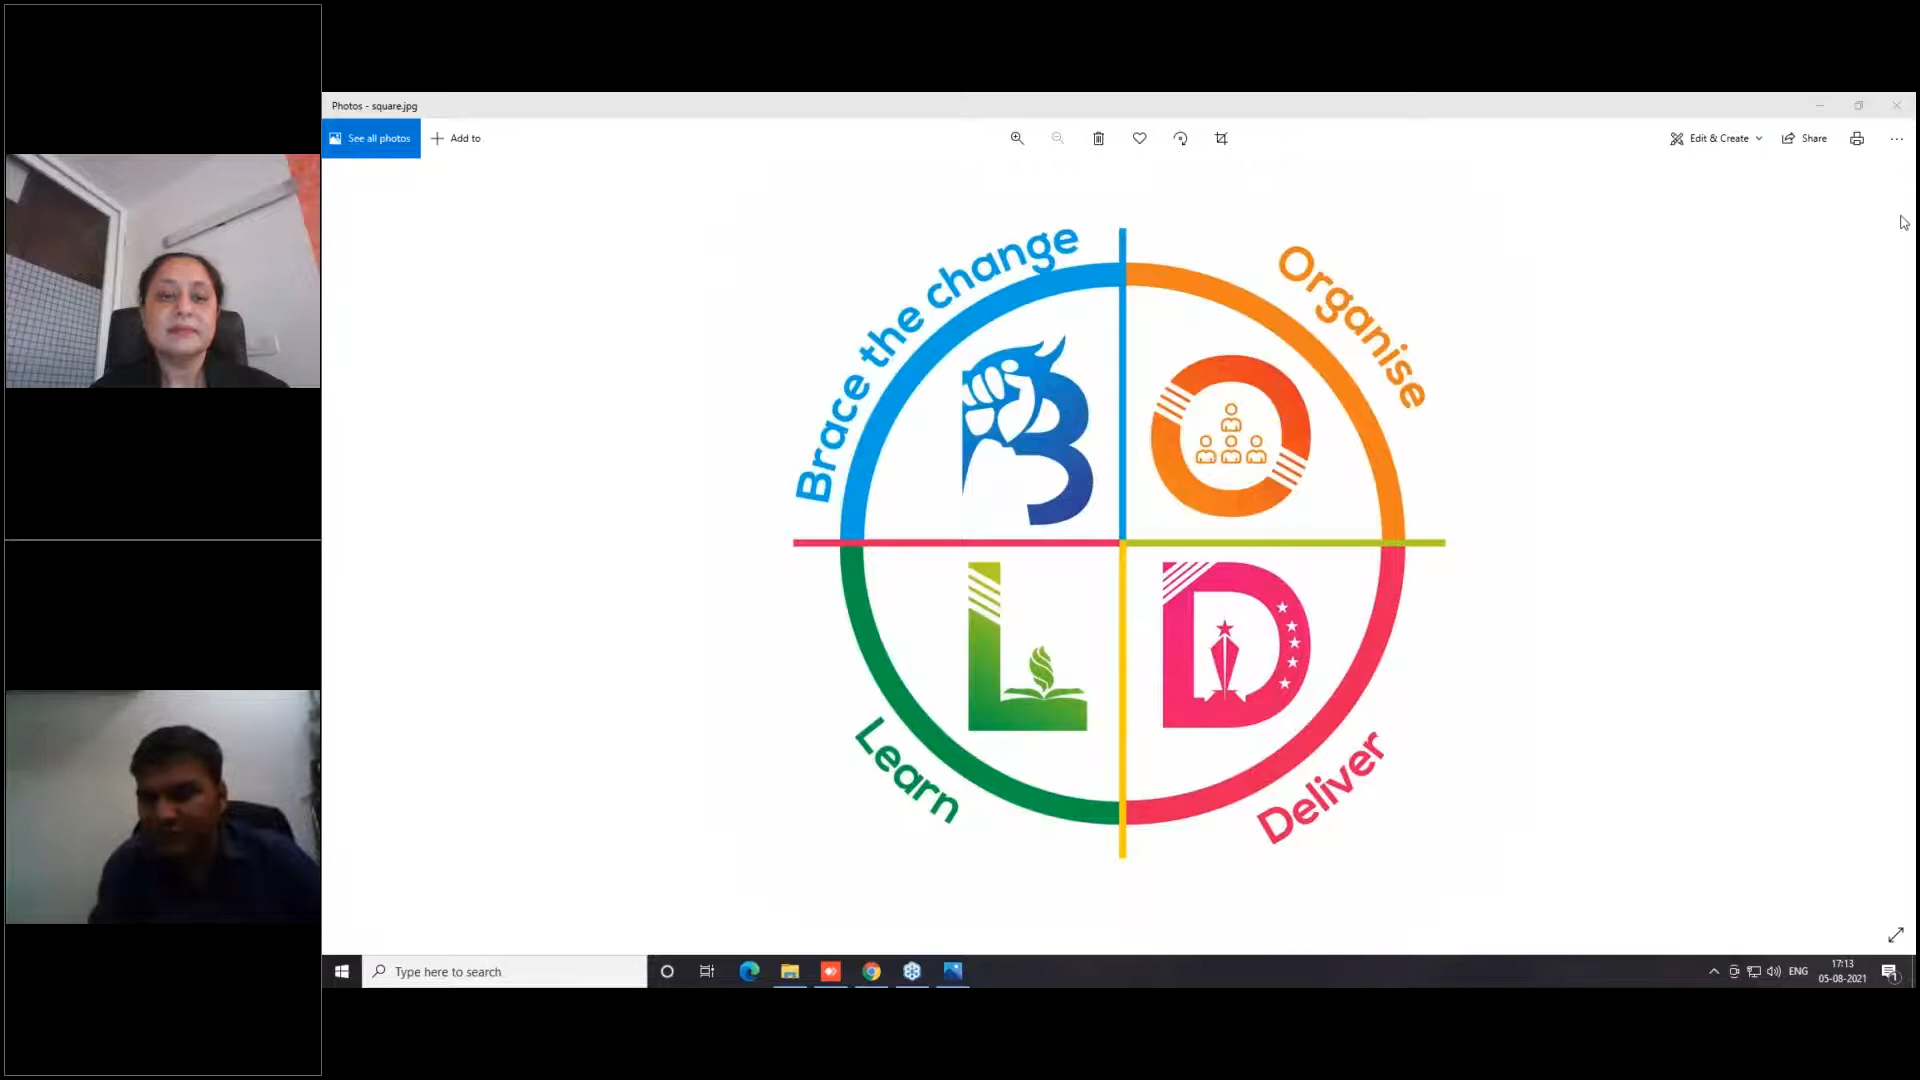 Photos - square.jpg
See all photos
Add to
Edit & Create
Share
Brace the change
Organise
B
O
L
D
Learn
Deliver
Type here to search
ENG
17:13
05-08-2021
1